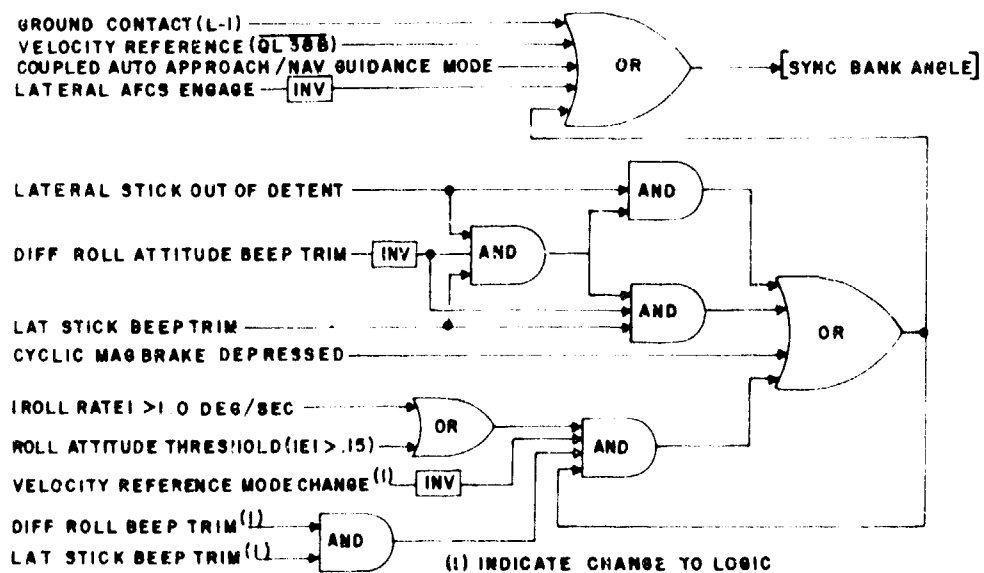 GROUND CONTACT (L-1)
VELOCITY REFERENCE (QL 38B)
COUPLED AUTO APPROACH/NAV GUIDANCE MODE
LATERAL AFCS ENGAGE
INV
OR
[SYNC BANK ANGLE]
LATERAL STICK OUT OF DETENT
AND
DIFF ROLL ATTITUDE BEEP TRIM
INV
AND
AND
LAT STICK BEEP TRIM
OR
CYCLIC MAG BRAKE DEPRESSED
|ROLL RATE| > 1.0 DEG/SEC
OR
ROLL ATTITUDE THRESHOLD (|E| > .15)
AND
VELOCITY REFERENCE MODE CHANGE (1)
INV
DIFF ROLL BEEP TRIM (1)
AND
LAT STICK BEEP TRIM (1)
(1) INDICATE CHANGE TO LOGIC